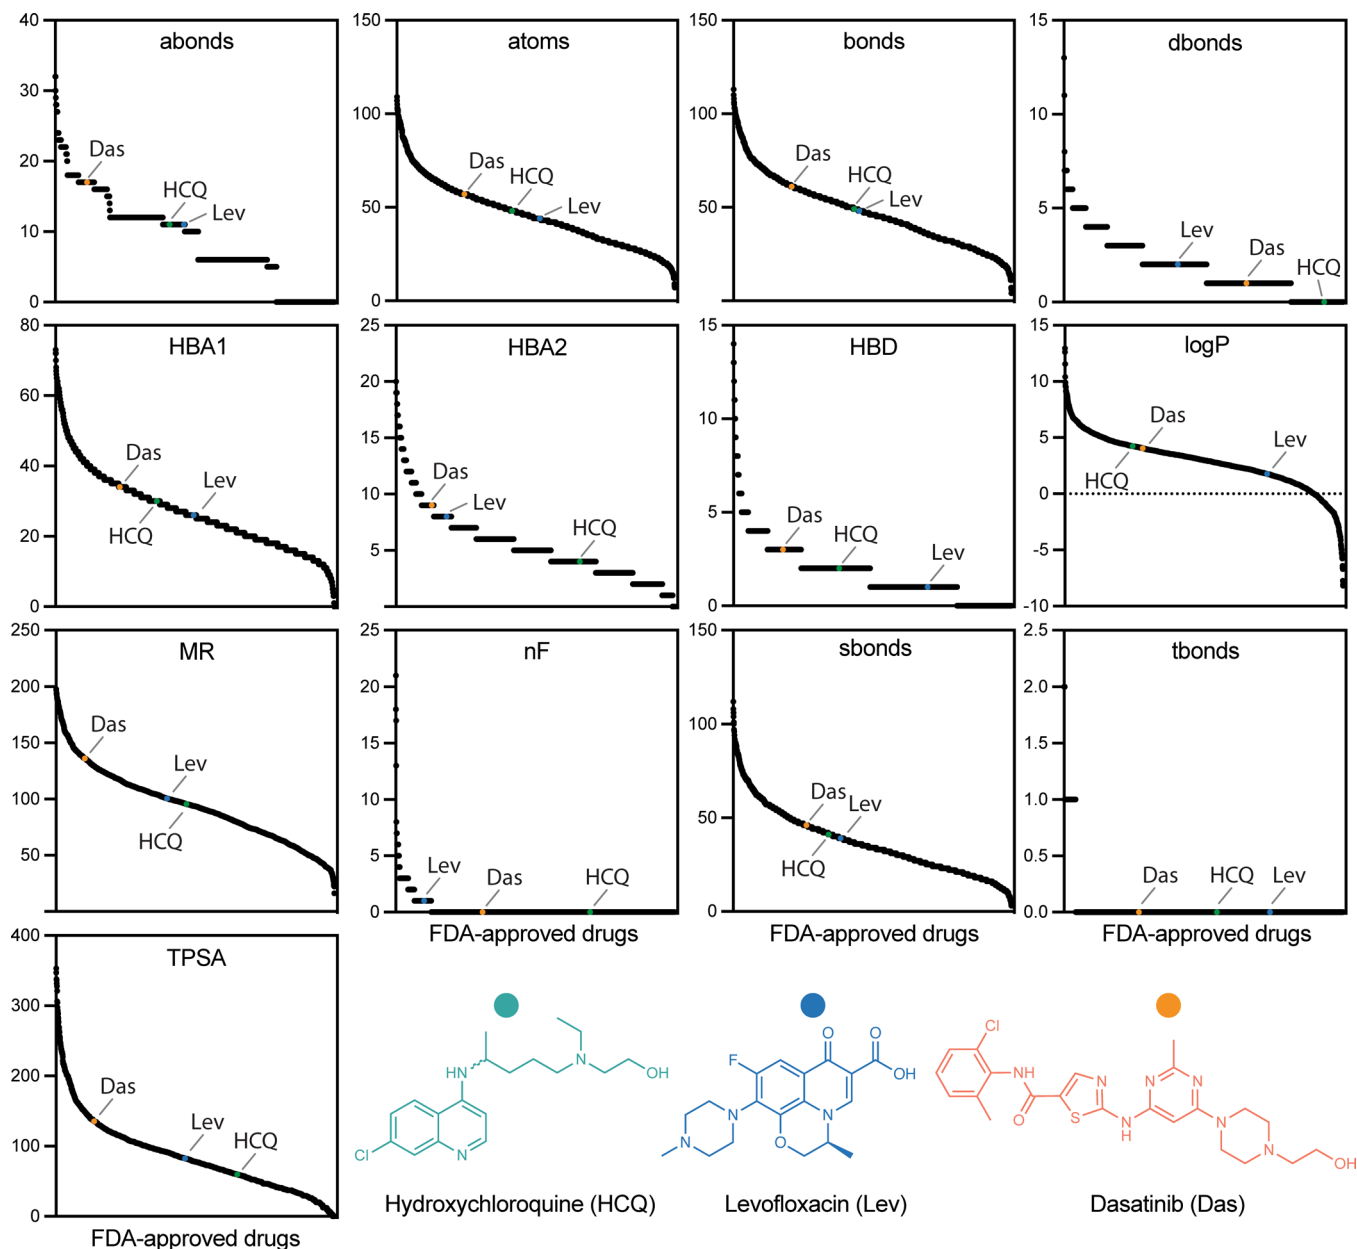 abonds
40
30
20
10
0
Das
HCQ
Lev
atoms
150
100
50
0
Das
HCQ
Lev
bonds
150
100
50
0
Das
HCQ
Lev
dbonds
15
10
5
0
Lev
Das
HCQ
HBA1
80
60
40
20
0
Das
Lev
HCQ
HBA2
25
20
15
10
5
Das
Lev
HCQ
HBD
15
10
5
0
Das
HCQ
Lev
logP
15
10
5
0
-5
-10
Das
Lev
HCQ
MR
250
200
150
100
50
Das
Lev
HCQ
nF
25
20
15
10
5
0
Lev
Das
HCQ
FDA-approved drugs
sbonds
150
100
50
0
Das
Lev
HCQ
FDA-approved drugs
tbonds
2.5
2.0
1.5
1.0
0.5
0.0
Das
HCQ
Lev
FDA-approved drugs
TPSA
400
300
200
100
0
Das
Lev
HCQ
FDA-approved drugs
HN
N
OH
Cl
N
Hydroxychloroquine (HCQ)
O
O
F
OH
N
N
N
O
Levofloxacin (Lev)
Cl
NH
O
N
S
N
H
N
N
N
N
OH
Dasatinib (Das)